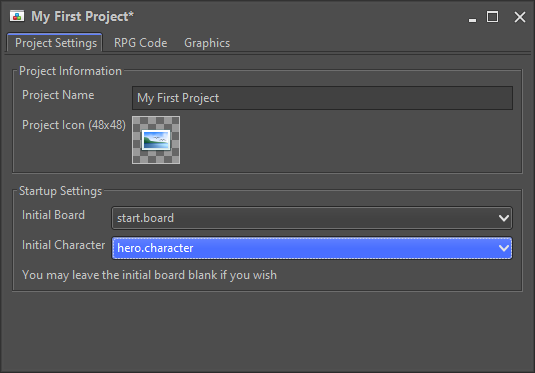 My First Project*
Project Settings RPG Code Graphics
Project Information
Project Name My First Project
Project Icon (48x48)
Startup Settings
Initial Board start.board
Initial Character hero.character
You may leave the initial board blank if you wish